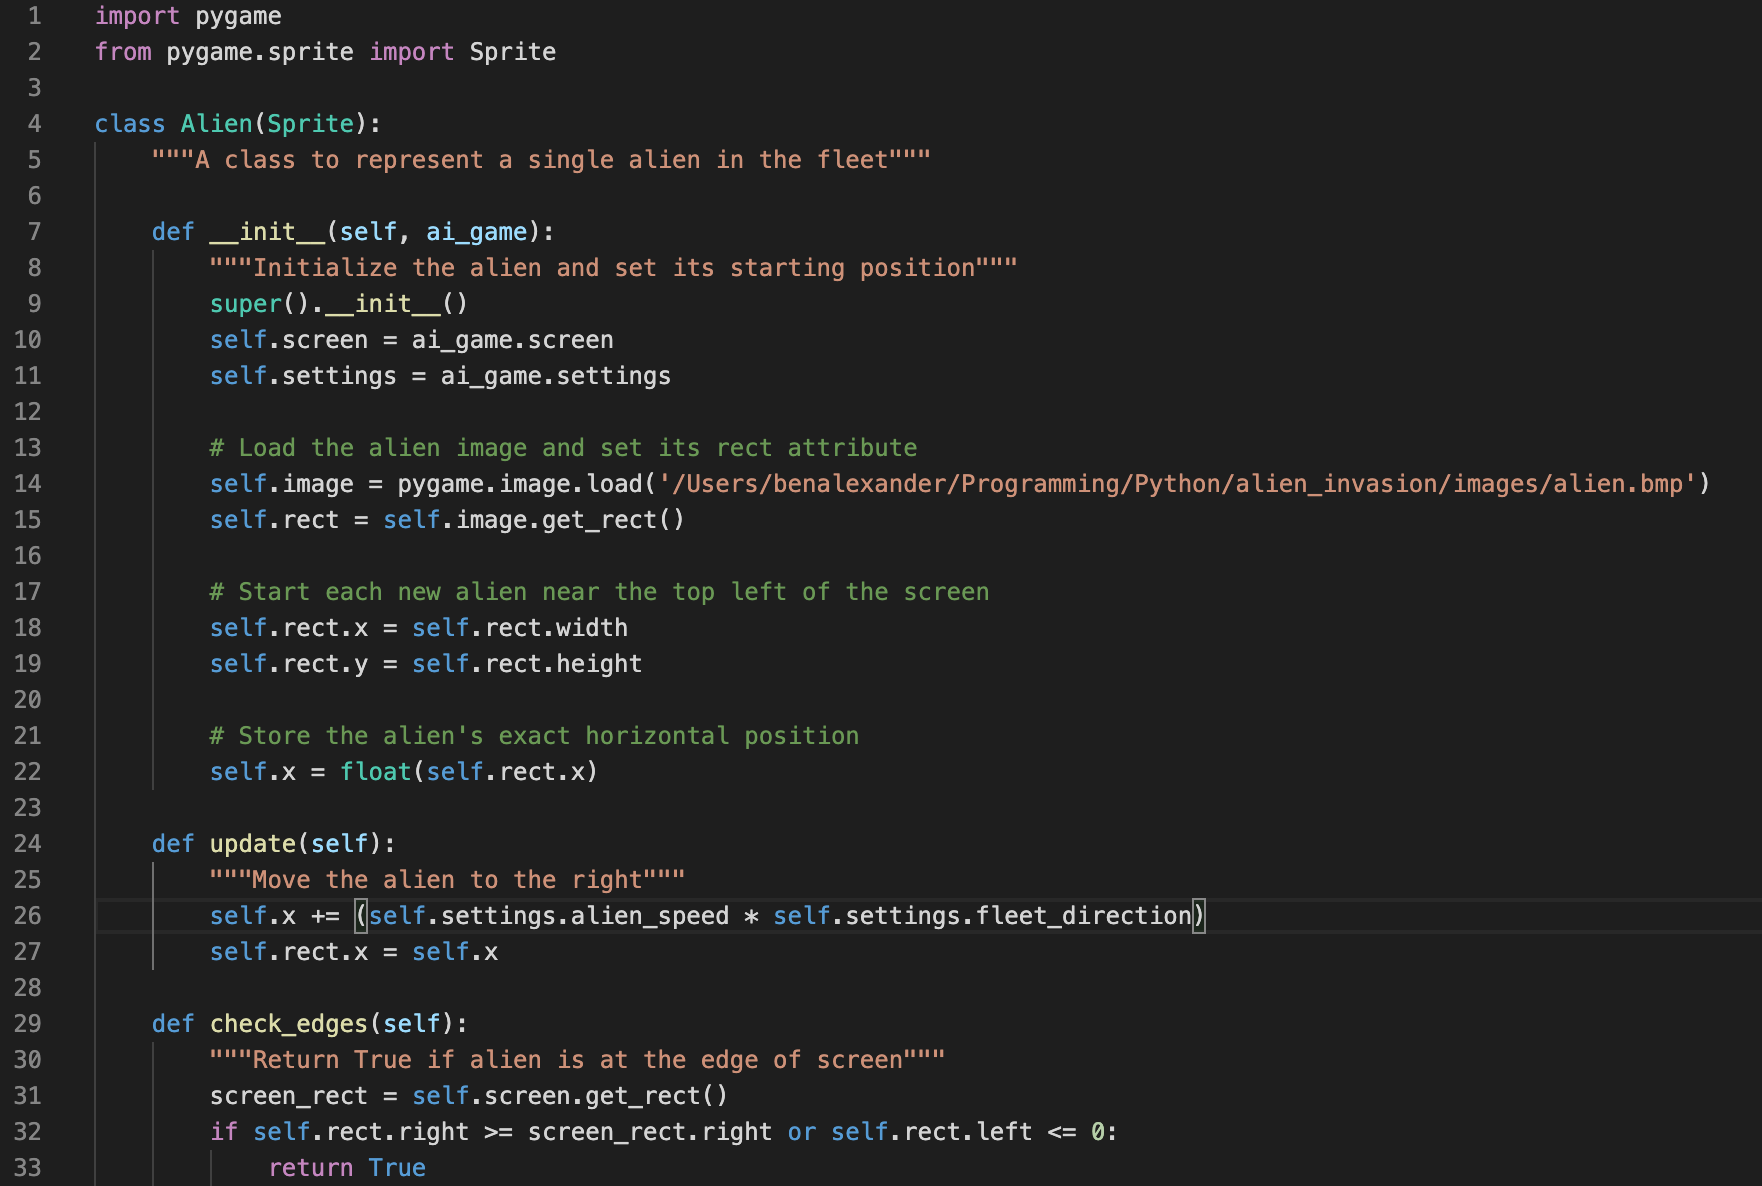 1 import pygame
2 from pygame.sprite import Sprite
3
4 class Alien(Sprite):
5     """A class to represent a single alien in the fleet"""
6
7     def __init__(self, ai_game):
8         """Initialize the alien and set its starting position"""
9         super().__init__()
10         self.screen = ai_game.screen
11         self.settings = ai_game.settings
12
13         # Load the alien image and set its rect attribute
14         self.image = pygame.image.load('/Users/benalexander/Programming/Python/alien_invasion/images/alien.bmp')
15         self.rect = self.image.get_rect()
16
17         # Start each new alien near the top left of the screen
18         self.rect.x = self.rect.width
19         self.rect.y = self.rect.height
20
21         # Store the alien's exact horizontal position
22         self.x = float(self.rect.x)
23
24     def update(self):
25         """Move the alien to the right"""
26         self.x += (self.settings.alien_speed * self.settings.fleet_direction)
27         self.rect.x = self.x
28
29     def check_edges(self):
30         """Return True if alien is at the edge of screen"""
31         screen_rect = self.screen.get_rect()
32         if self.rect.right >= screen_rect.right or self.rect.left <= 0:
33             return True